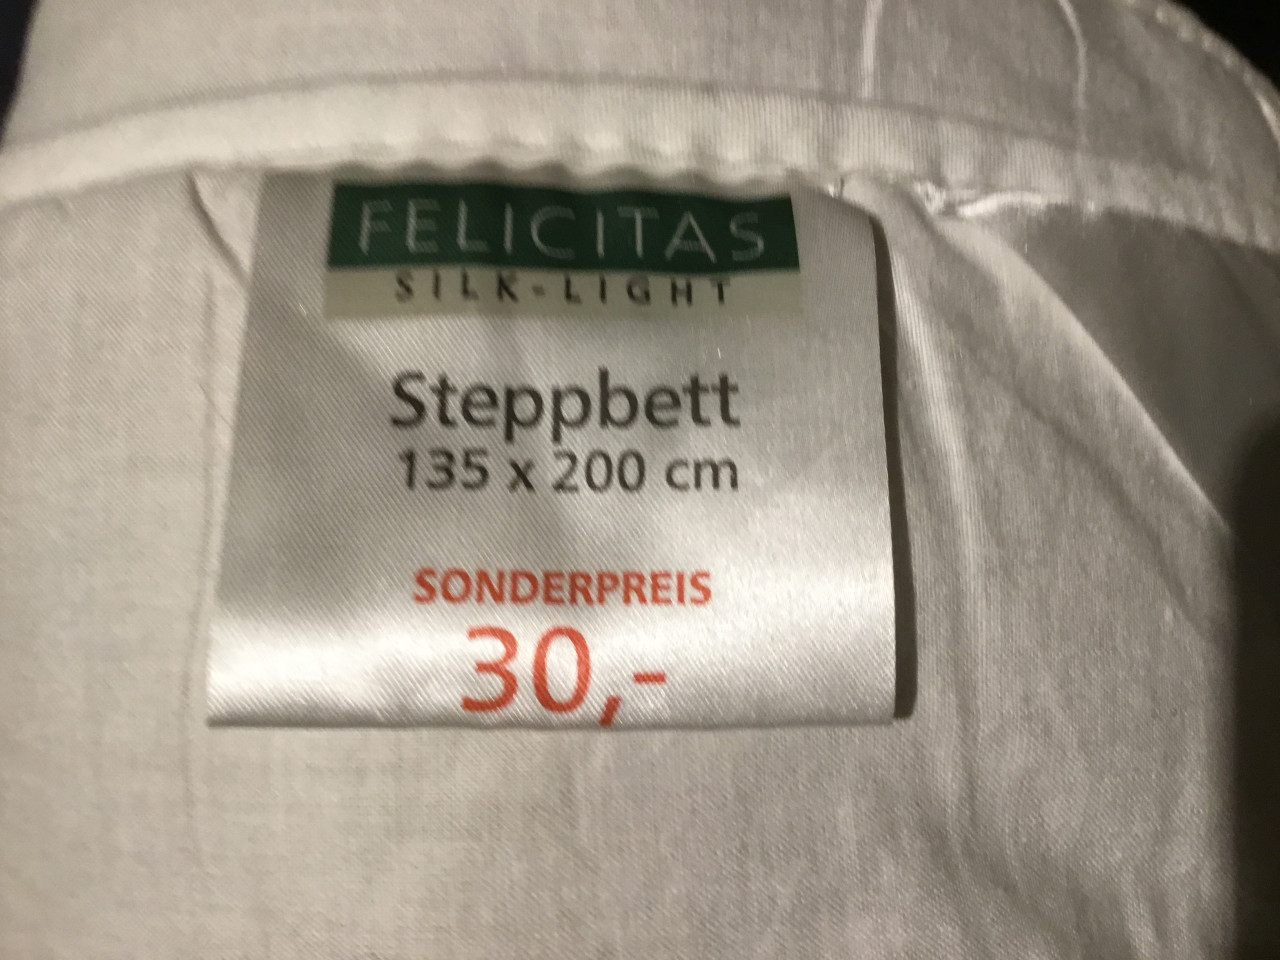 FELICITAS
SILK-LIGHT
Steppbett
135 x 200 cm
SONDERPREIS
30,-